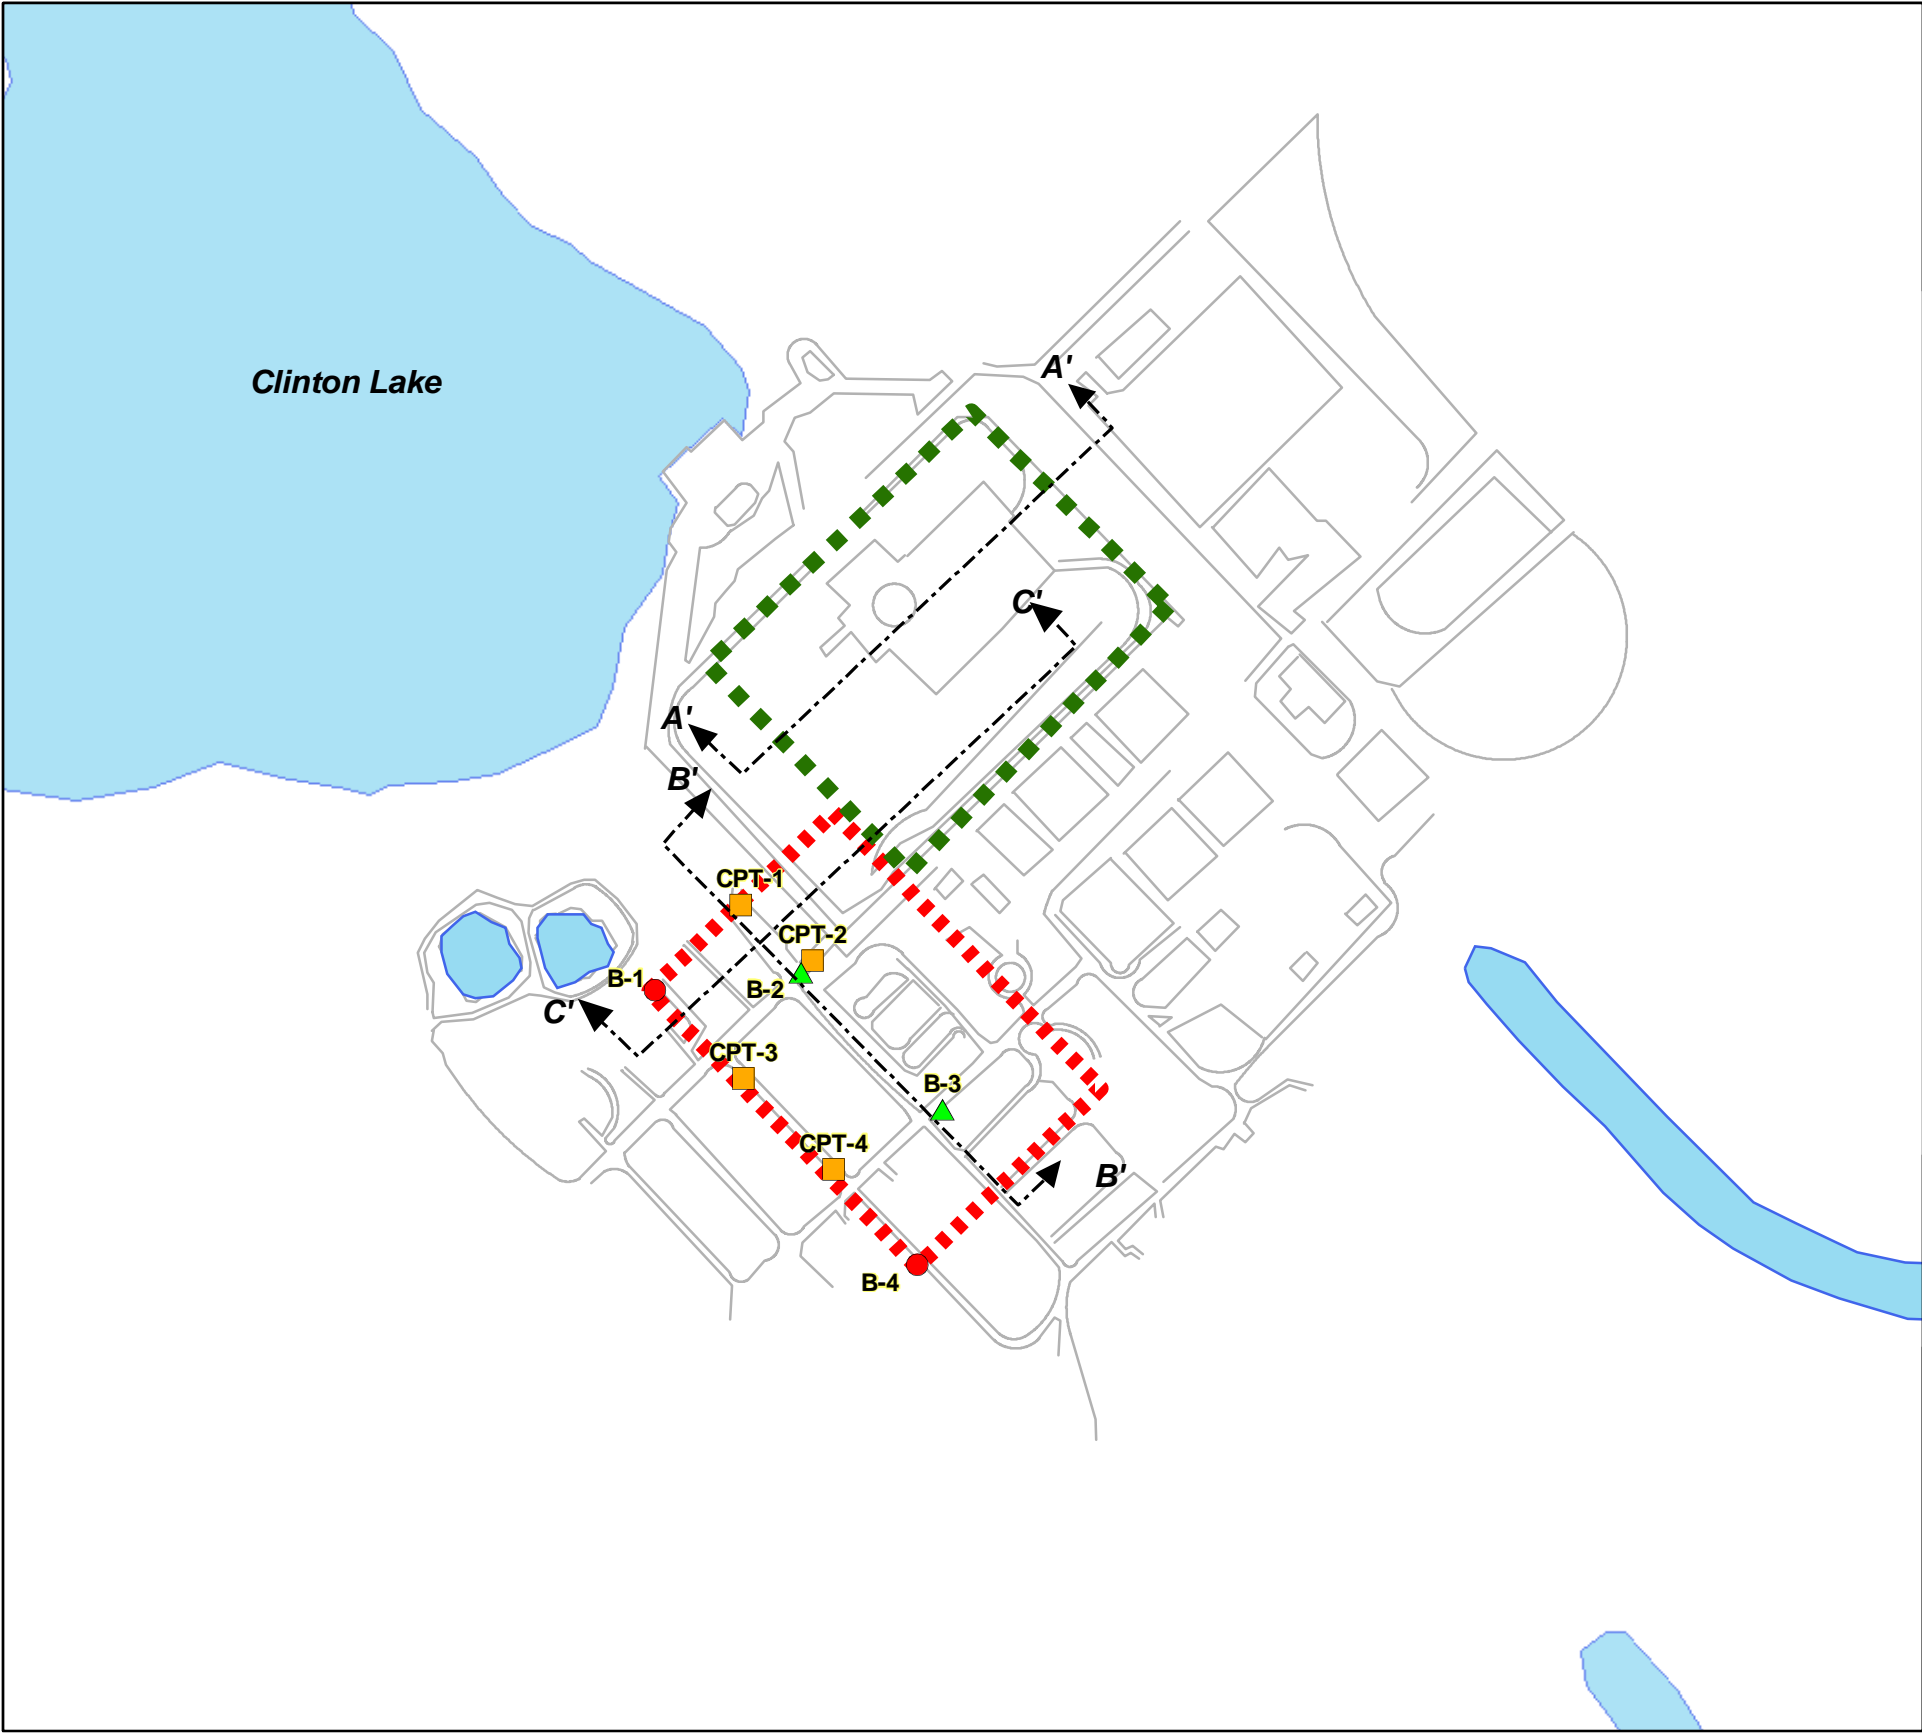 A'
Clinton Lake
C'
A'
B'
CPT-1
CPT-2
B-1
B-2
C'
CPT-3
B-3
CPT-4
B'
B-4